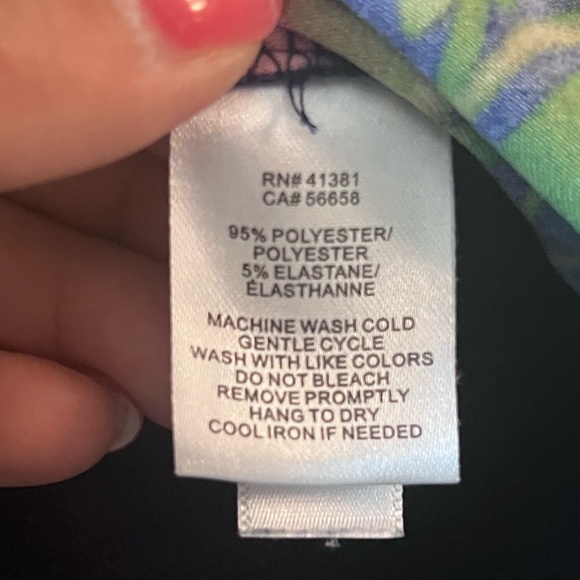 RN# 41381
CA# 56658
95% POLYESTER/
POLYESTER
5% ELASTANE/
ÉLASTHANNE
MACHINE WASH COLD
GENTLE CYCLE
WASH WITH LIKE COLORS
DO NOT BLEACH
REMOVE PROMPTLY
HANG TO DRY
COOL IRON IF NEEDED